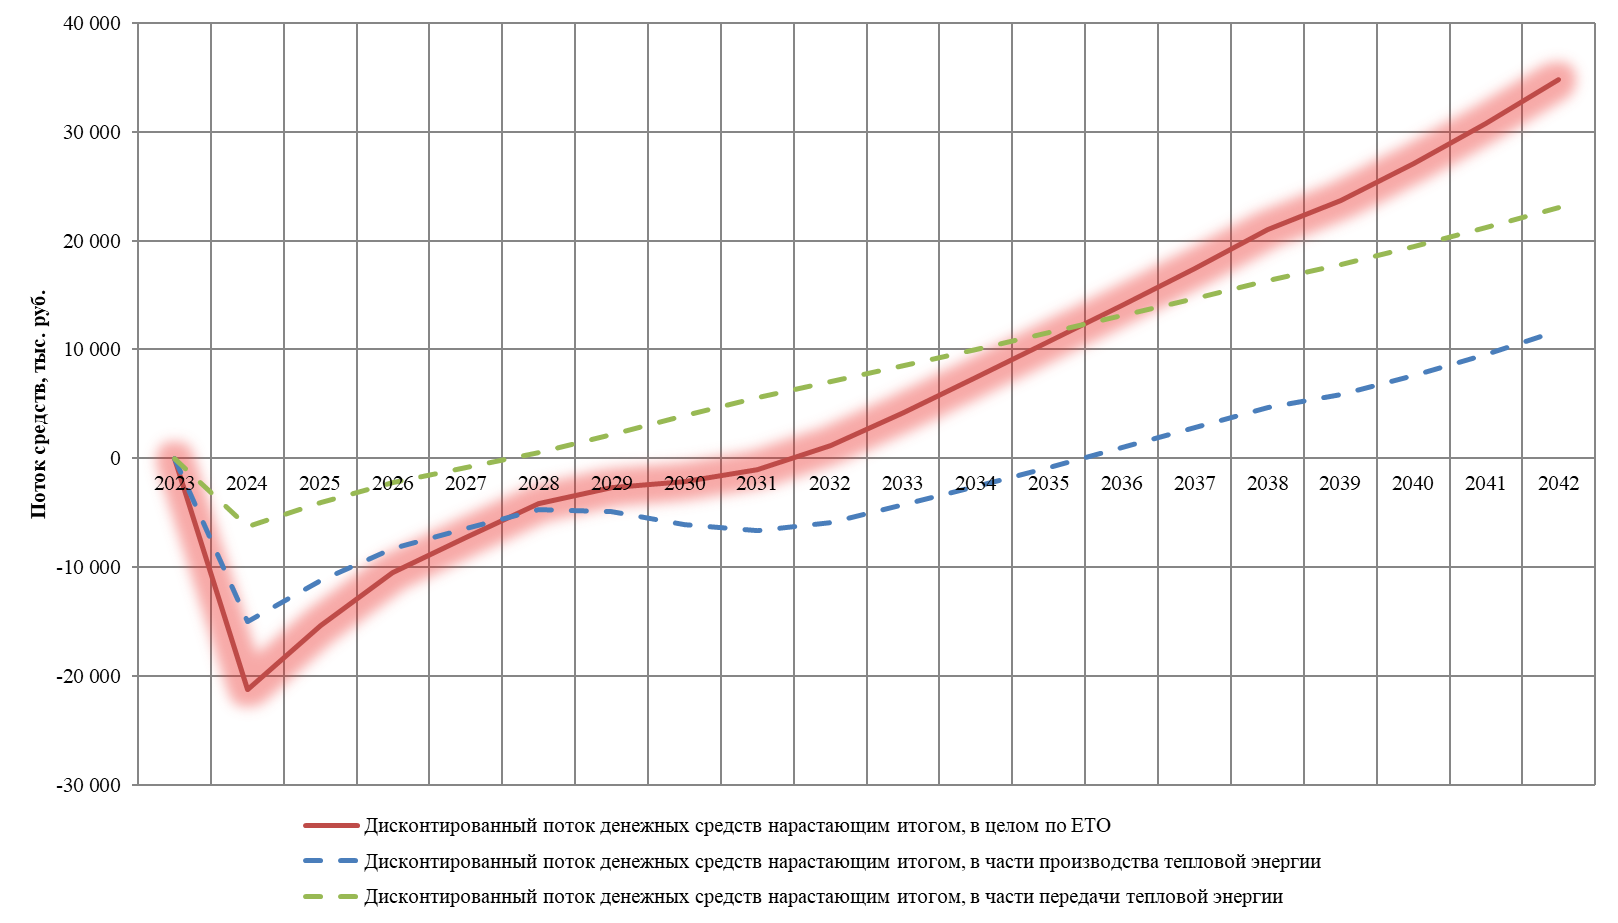 40 000
30 000
20 000
10 000
0
-10 000
-20 000
-30 000
Поток средств, тыс. руб.
2023 2024 2025 2026 2027 2028 2029 2030 2031 2032 2033 2034 2035 2036 2037 2038 2039 2040 2041 2042
Дисконтированный поток денежных средств нарастающим итогом, в целом по ЕТО
Дисконтированный поток денежных средств нарастающим итогом, в части производства тепловой энергии
Дисконтированный поток денежных средств нарастающим итогом, в части передачи тепловой энергии